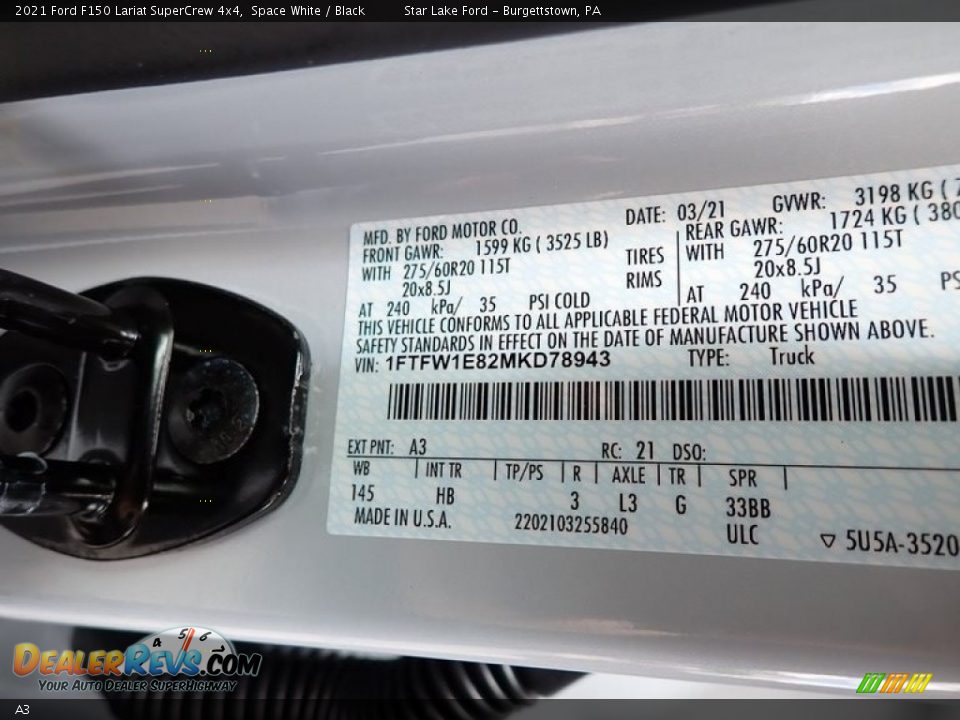 2021 Ford F150 Lariat SuperCrew 4x4, Space White / Black Star Lake Ford - Burgettstown, PA
MFD. BY FORD MOTOR CO. DATE: 03/21 GVWR: 3198 KG (
FRONT GAWR: 1599 KG ( 3525 LB) REAR GAWR: 1724 KG ( 380
WITH 275/60R20 115T TIRES WITH 275/60R20 115T
20x8.5J RIMS 20x8.5J
AT 240 kPa/ 35 PSI COLD AT 240 kPa/ 35 PS
THIS VEHICLE CONFORMS TO ALL APPLICABLE FEDERAL MOTOR VEHICLE
SAFETY STANDARDS IN EFFECT ON THE DATE OF MANUFACTURE SHOWN ABOVE.
VIN: 1FTFW1E82MKD78943 TYPE: Truck
EXT PNT: A3 RC: 21 DSO:
WB INT TR TP/PS R AXLE TR SPR
145 HB 3 L3 G 33BB
MADE IN U.S.A. 2202103255840 ULC ▽ 5U5A-3520
4 5 6
DEALERREVS.COM
YOUR AUTO DEALER SUPERHIGHWAY
A3